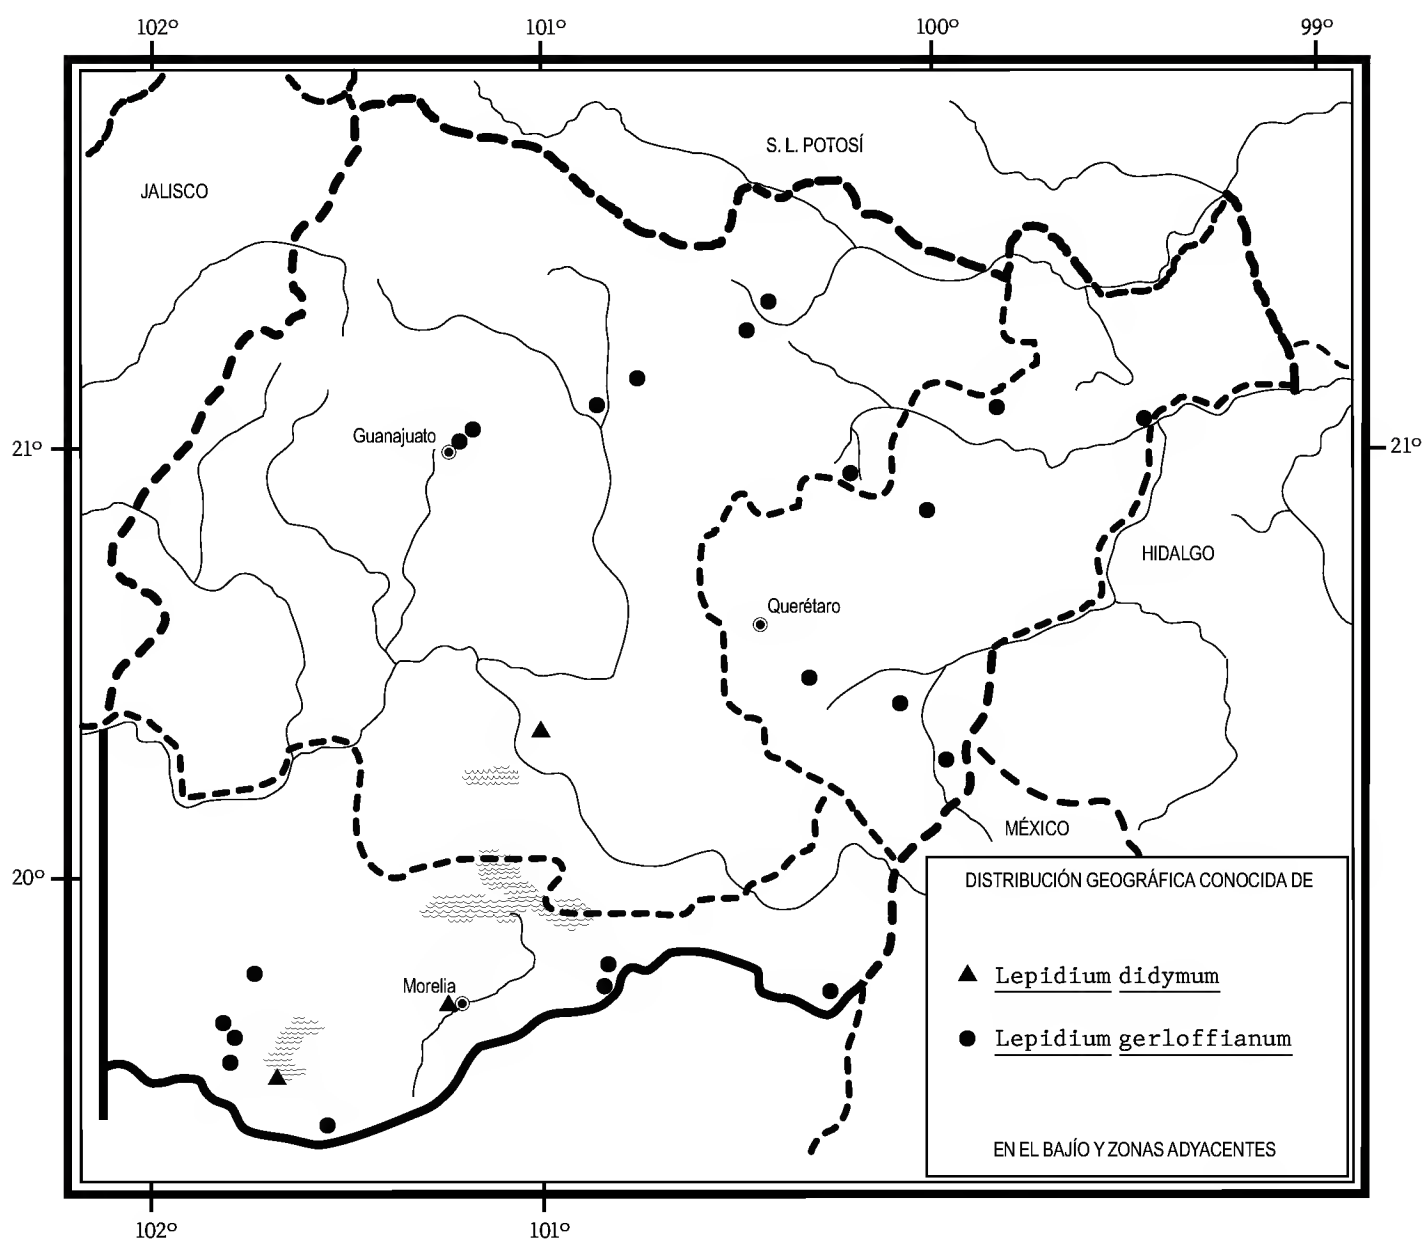 102º 101º 100º 99º
S. L. POTOSÍ
JALISCO
Guanajuato
21º 21º
HIDALGO
Querétaro
MÉXICO
20º
DISTRIBUCIÓN GEOGRÁFICA CONOCIDA DE
Lepidium didymum
Morelia
Lepidium gerloffianum
EN EL BAJÍO Y ZONAS ADYACENTES
102º 101º